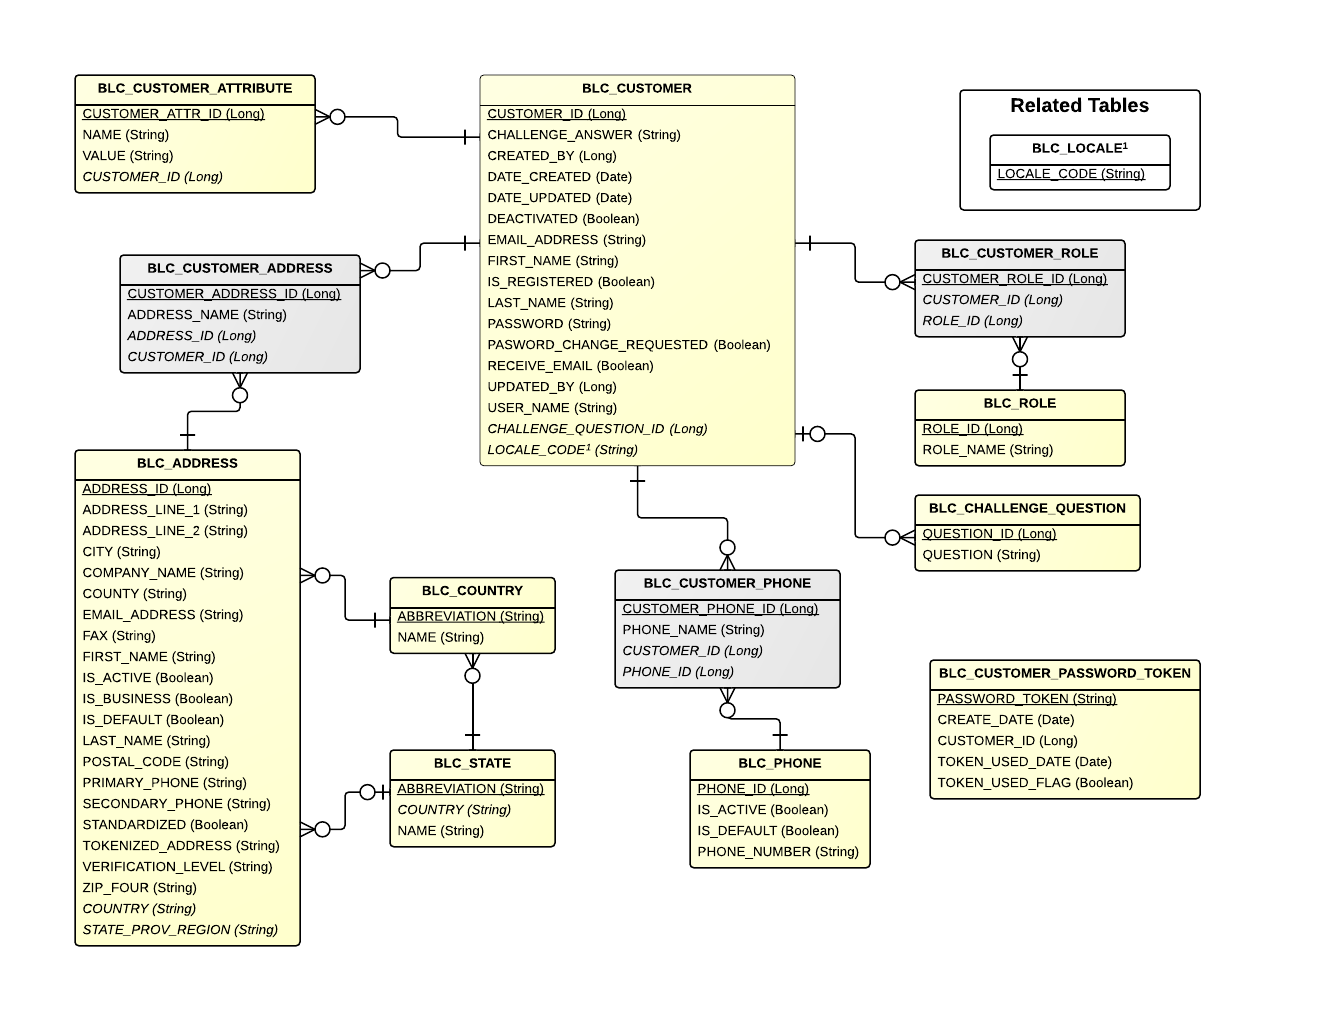 BLC_CUSTOMER_ATTRIBUTE
CUSTOMER_ATTR_ID (Long)
NAME (String)
VALUE (String)
CUSTOMER_ID (Long)
BLC_CUSTOMER
CUSTOMER_ID (Long)
CHALLENGE_ANSWER (String)
CREATED_BY (Long)
DATE_CREATED (Date)
DATE_UPDATED (Date)
DEACTIVATED (Boolean)
EMAIL_ADDRESS (String)
FIRST_NAME (String)
IS_REGISTERED (Boolean)
LAST_NAME (String)
PASSWORD (String)
PASWORD_CHANGE_REQUESTED (Boolean)
RECEIVE_EMAIL (Boolean)
UPDATED_BY (Long)
USER_NAME (String)
CHALLENGE_QUESTION_ID (Long)
LOCALE_CODE¹ (String)
Related Tables
BLC_LOCALE¹
LOCALE_CODE (String)
BLC_CUSTOMER_ADDRESS
CUSTOMER_ADDRESS_ID (Long)
ADDRESS_NAME (String)
ADDRESS_ID (Long)
CUSTOMER_ID (Long)
BLC_CUSTOMER_ROLE
CUSTOMER_ROLE_ID (Long)
CUSTOMER_ID (Long)
ROLE_ID (Long)
BLC_ROLE
ROLE_ID (Long)
ROLE_NAME (String)
BLC_ADDRESS
ADDRESS_ID (Long)
ADDRESS_LINE_1 (String)
ADDRESS_LINE_2 (String)
CITY (String)
COMPANY_NAME (String)
COUNTY (String)
EMAIL_ADDRESS (String)
FAX (String)
FIRST_NAME (String)
IS_ACTIVE (Boolean)
IS_BUSINESS (Boolean)
IS_DEFAULT (Boolean)
LAST_NAME (String)
POSTAL_CODE (String)
PRIMARY_PHONE (String)
SECONDARY_PHONE (String)
STANDARDIZED (Boolean)
TOKENIZED_ADDRESS (String)
VERIFICATION_LEVEL (String)
ZIP_FOUR (String)
COUNTRY (String)
STATE_PROV_REGION (String)
BLC_CHALLENGE_QUESTION
QUESTION_ID (Long)
QUESTION (String)
BLC_COUNTRY
ABBREVIATION (String)
NAME (String)
BLC_CUSTOMER_PHONE
CUSTOMER_PHONE_ID (Long)
PHONE_NAME (String)
CUSTOMER_ID (Long)
PHONE_ID (Long)
BLC_CUSTOMER_PASSWORD_TOKEN
PASSWORD_TOKEN (String)
CREATE_DATE (Date)
CUSTOMER_ID (Long)
TOKEN_USED_DATE (Date)
TOKEN_USED_FLAG (Boolean)
BLC_STATE
ABBREVIATION (String)
COUNTRY (String)
NAME (String)
BLC_PHONE
PHONE_ID (Long)
IS_ACTIVE (Boolean)
IS_DEFAULT (Boolean)
PHONE_NUMBER (String)